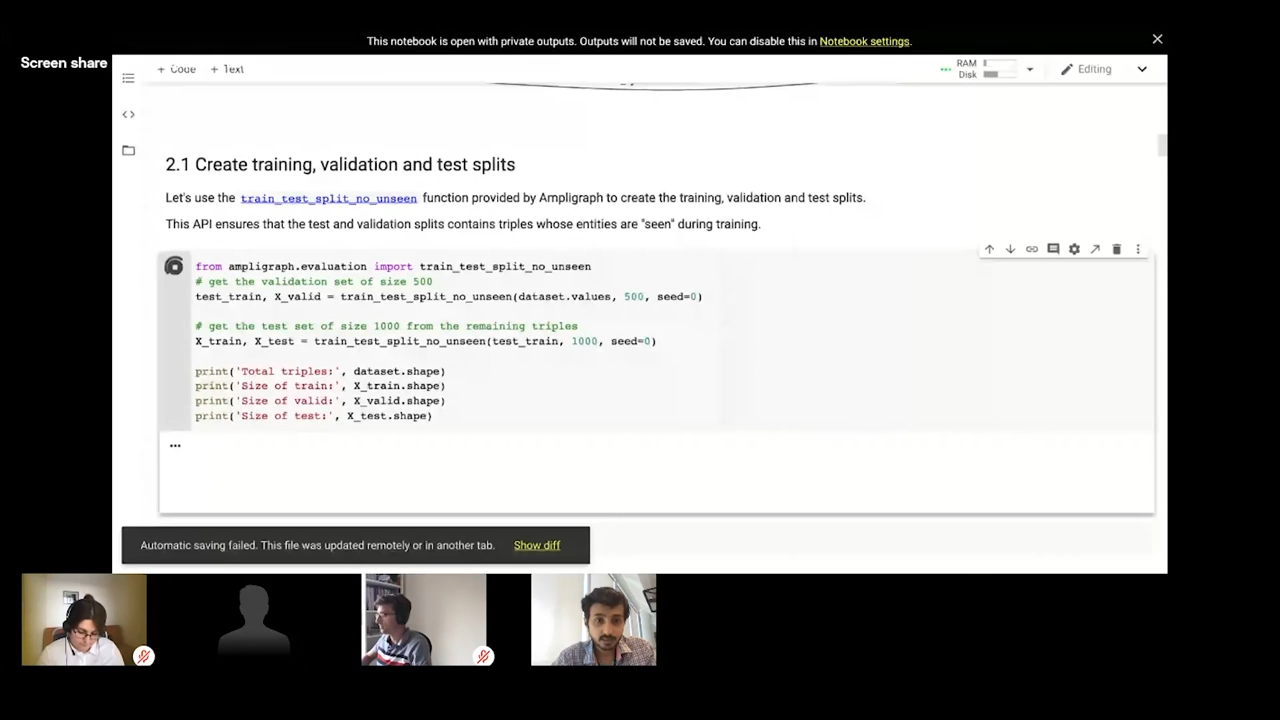 This notebook is open with private outputs. Outputs will not be saved. You can disable this in Notebook settings.
Screen share
+ Code + Text
RAM
Disk
Editing
2.1 Create training, validation and test splits
Let's use the train_test_split_no_unseen function provided by Ampligraph to create the training, validation and test splits.
This API ensures that the test and validation splits contains triples whose entities are "seen" during training.
from ampligraph.evaluation import train_test_split_no_unseen
# get the validation set of size 500
test_train, X_valid = train_test_split_no_unseen(dataset.values, 500, seed=0)
# get the test set of size 1000 from the remaining triples
X_train, X_test = train_test_split_no_unseen(test_train, 1000, seed=0)
print('Total triples:', dataset.shape)
print('Size of train:', X_train.shape)
print('Size of valid:', X_valid.shape)
print('Size of test:', X_test.shape)
...
Automatic saving failed. This file was updated remotely or in another tab. Show diff